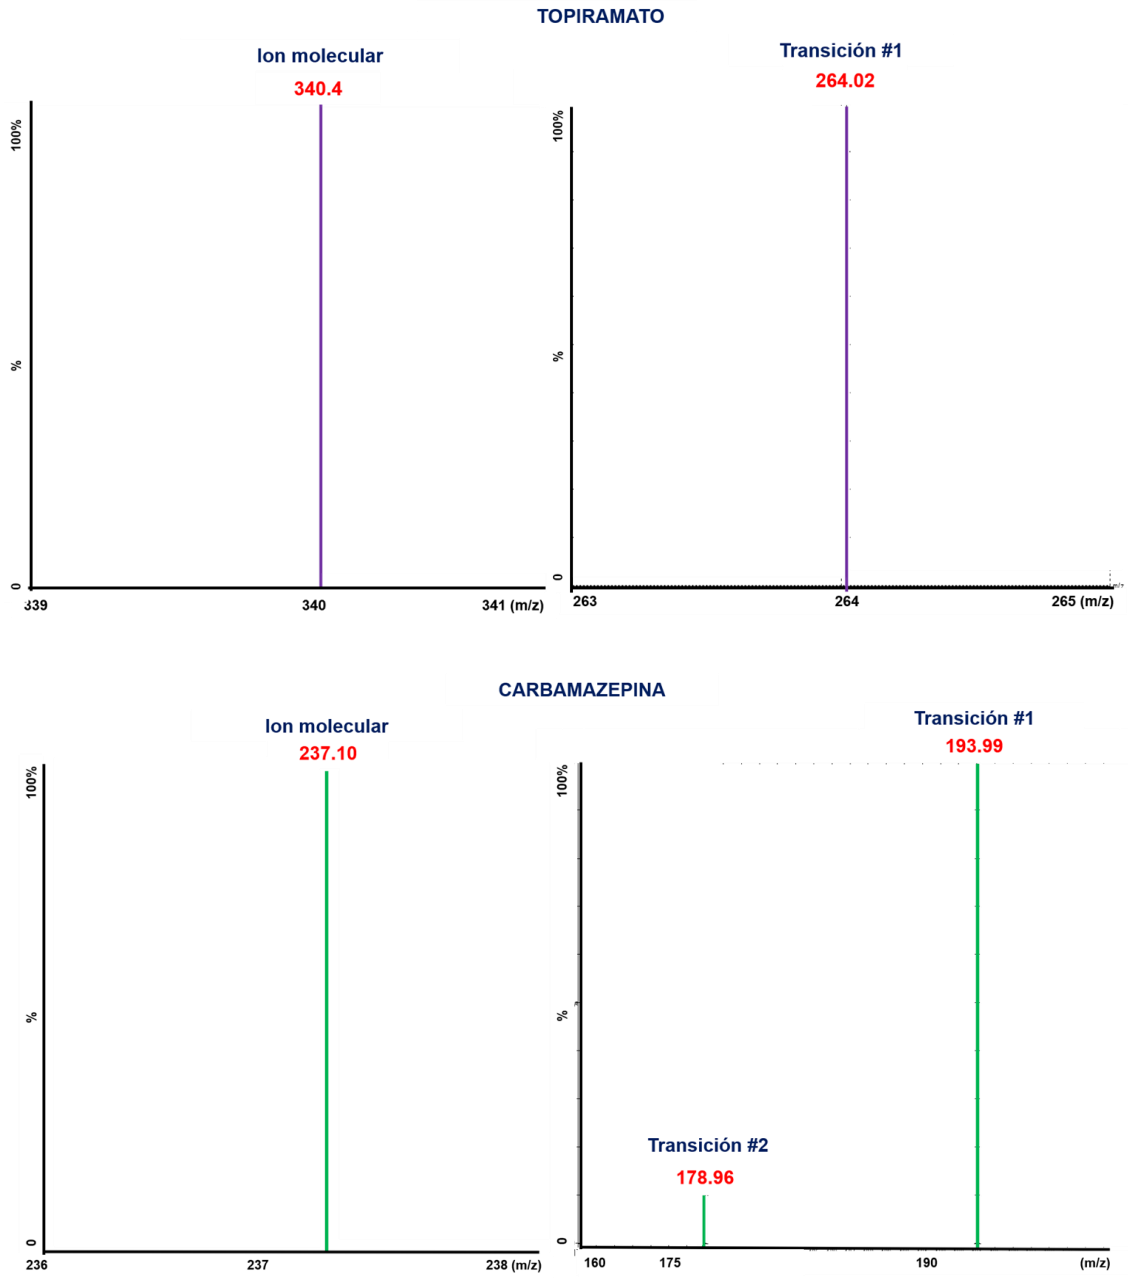 TOPIRAMATO
Ion molecular
340.4
100%
%
0
339 340 341 (m/z)
Transición #1
264.02
100%
%
0
263 264 265 (m/z)
CARBAMAZEPINA
Ion molecular
237.10
100%
%
0
236 237 238 (m/z)
Transición #1
193.99
100%
%
Transición #2
178.96
0
160 175 190 (m/z)